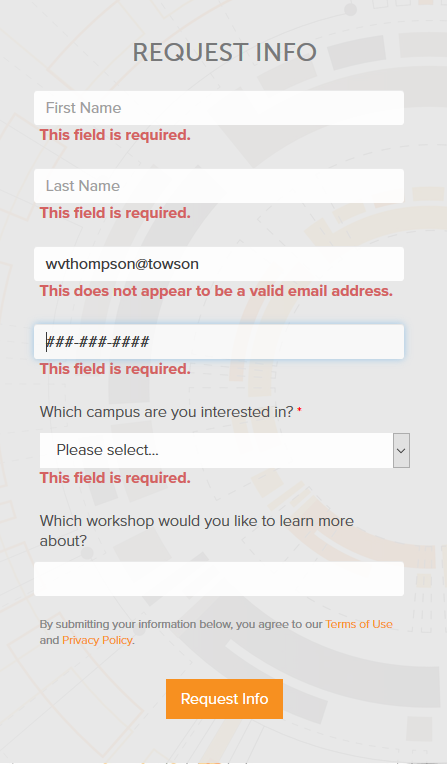 REQUEST INFO
First Name
This field is required.
Last Name
This field is required.
wvthompson@towson
This does not appear to be a valid email address.
###-###-####
This field is required.
Which campus are you interested in? *
Please select...
This field is required.
Which workshop would you like to learn more
about?
By submitting your information below, you agree to our Terms of Use
and Privacy Policy.
Request Info